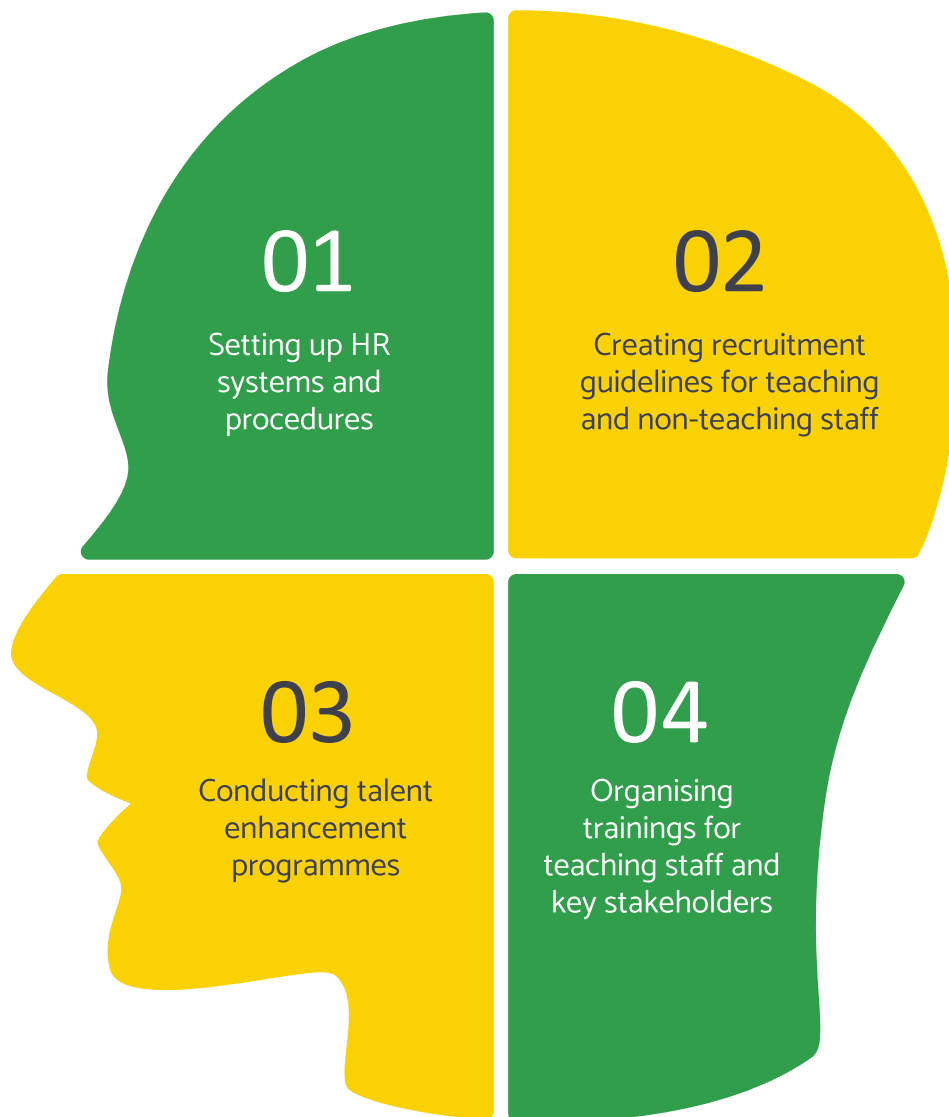 01
Setting up HR
systems and
procedures
02
Creating recruitment
guidelines for teaching
and non-teaching staff
03
Conducting talent
enhancement
programmes
04
Organising
trainings for
teaching staff and
key stakeholders